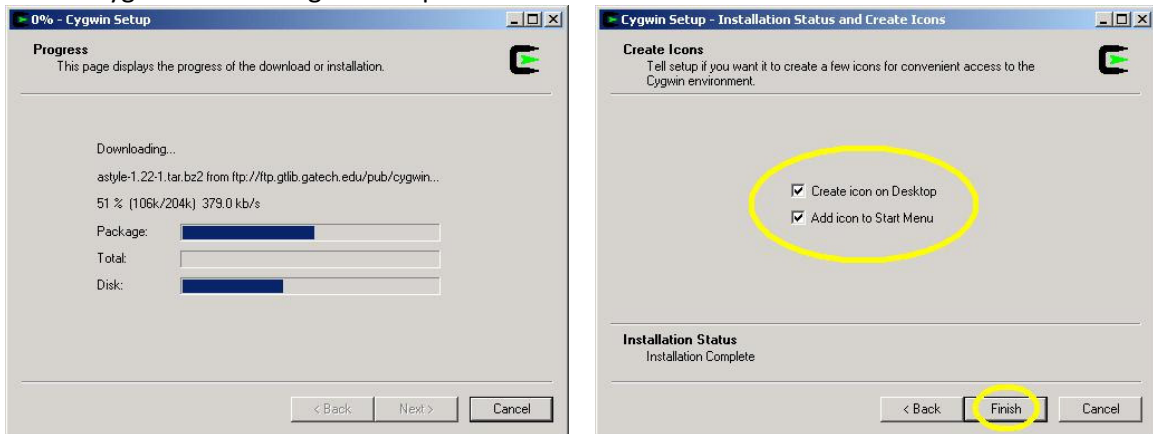 0% - Cygwin Setup
Progress
This page displays the progress of the download or installation.
Downloading...
astyle-1.22-1.tar.bz2 from ftp://ftp.gtlib.gatech.edu/pub/cygwin...
51 % (106k/204k) 379.0 kb/s
Package:
Total:
Disk:
< Back Next > Cancel
Cygwin Setup - Installation Status and Create Icons
Create Icons
Tell setup if you want it to create a few icons for convenient access to the
Cygwin environment.
Create icon on Desktop
Add icon to Start Menu
Installation Status
Installation Complete
< Back Finish Cancel